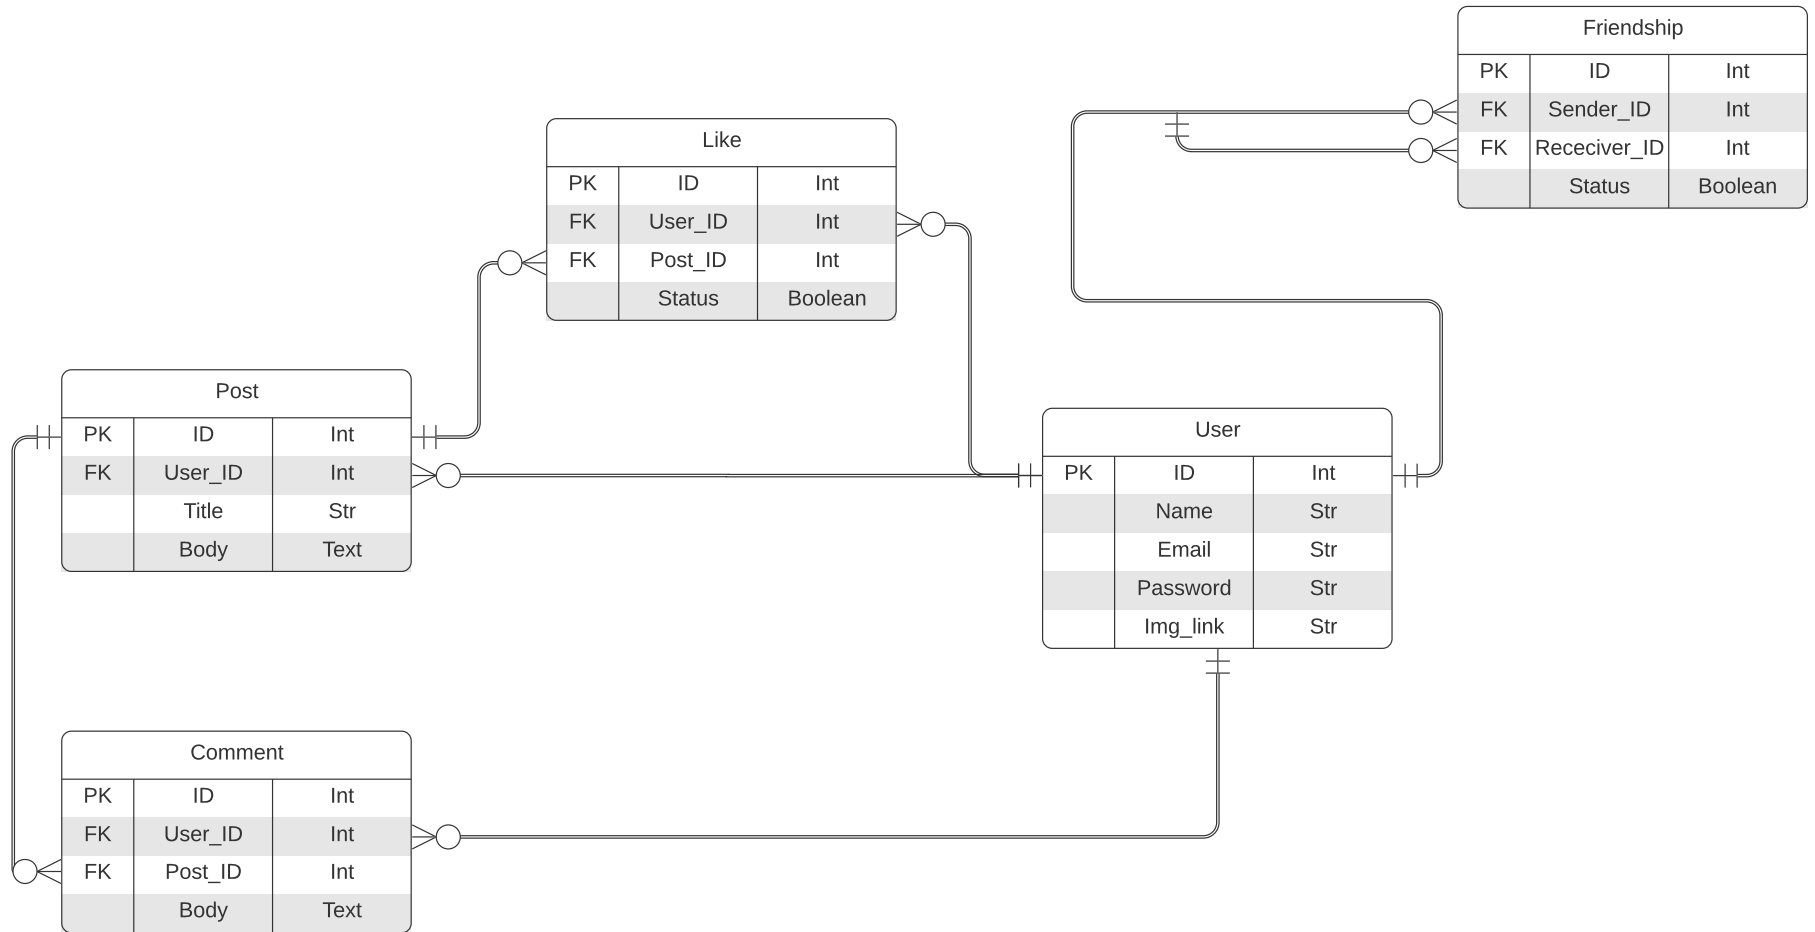 Friendship
PK ID Int
FK Sender_ID Int
FK Receciver_ID Int
Status Boolean
Like
PK ID Int
FK User_ID Int
FK Post_ID Int
Status Boolean
Post
PK ID Int
FK User_ID Int
Title Str
Body Text
User
PK ID Int
Name Str
Email Str
Password Str
Img_link Str
Comment
PK ID Int
FK User_ID Int
FK Post_ID Int
Body Text